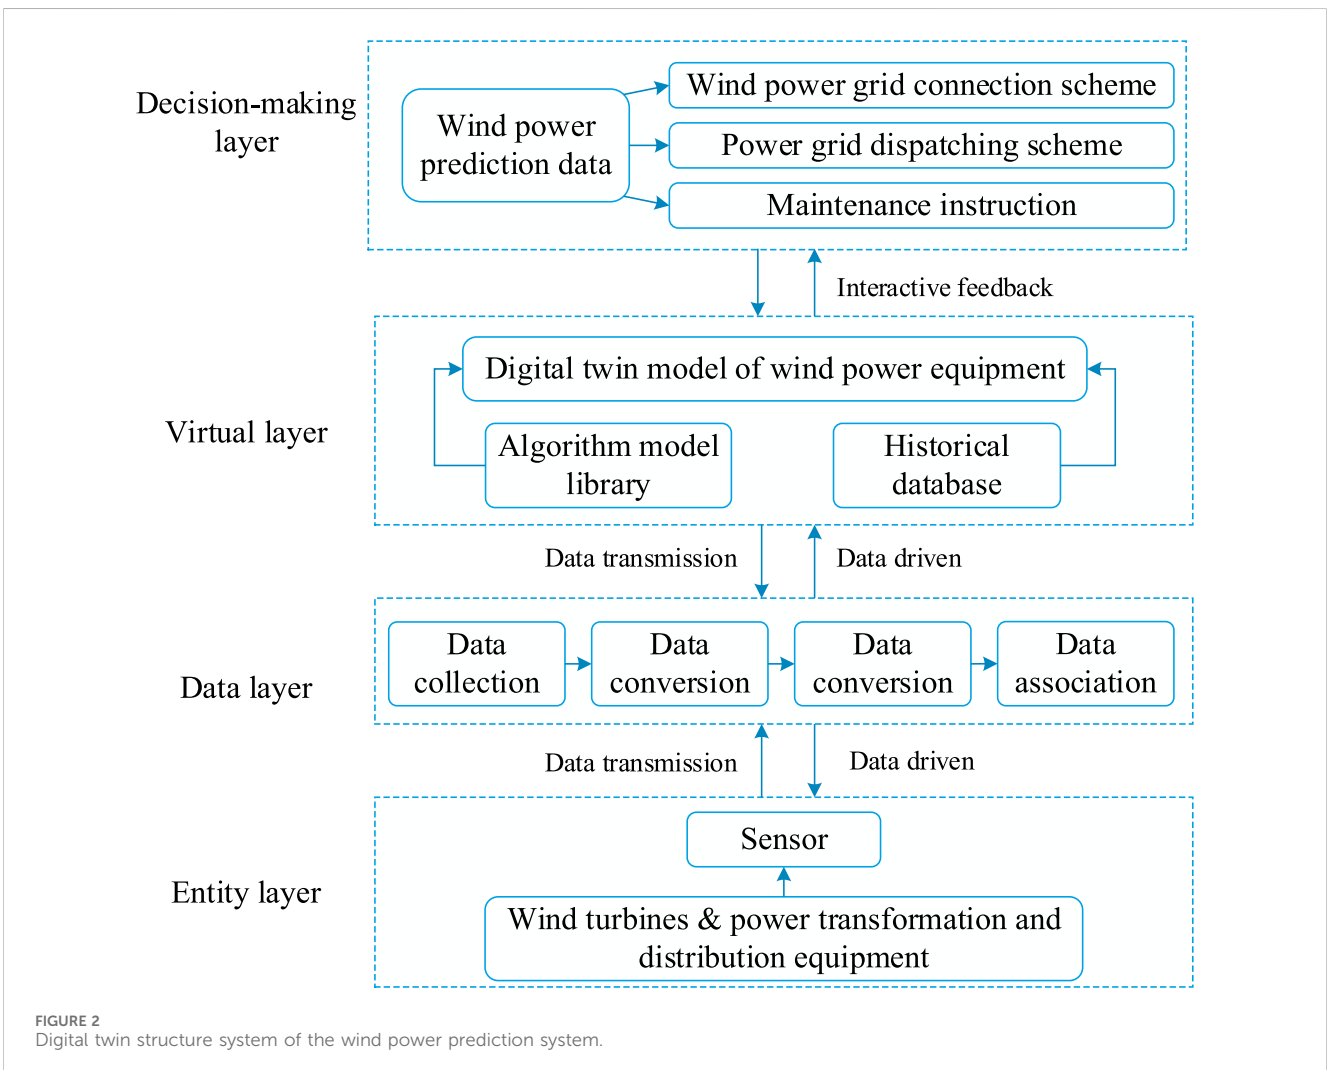 Decision-making
layer
Wind power
prediction data
Wind power grid connection scheme
Power grid dispatching scheme
Maintenance instruction
Interactive feedback
Virtual layer
Digital twin model of wind power equipment
Algorithm model
library
Historical
database
Data transmission
Data driven
Data layer
Data
collection
Data
conversion
Data
conversion
Data
association
Data transmission
Data driven
Entity layer
Sensor
Wind turbines & power transformation and
distribution equipment
FIGURE 2
Digital twin structure system of the wind power prediction system.